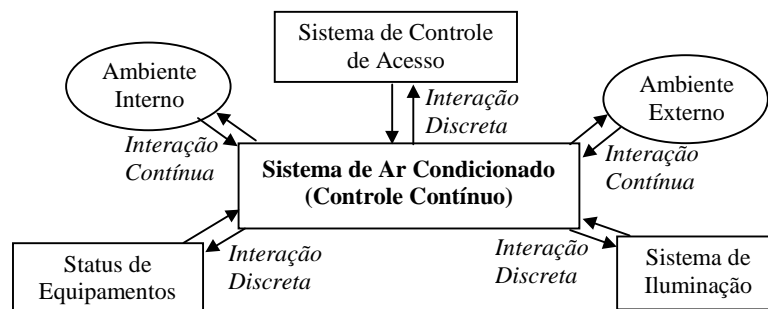 Sistema de Controle
de Acesso
Ambiente
Interno
Ambiente
Externo
Interação
Discreta
Interação
Contínua
Interação
Contínua
Sistema de Ar Condicionado
(Controle Contínuo)
Status de
Equipamentos
Interação
Discreta
Interação
Discreta
Sistema de
Iluminação